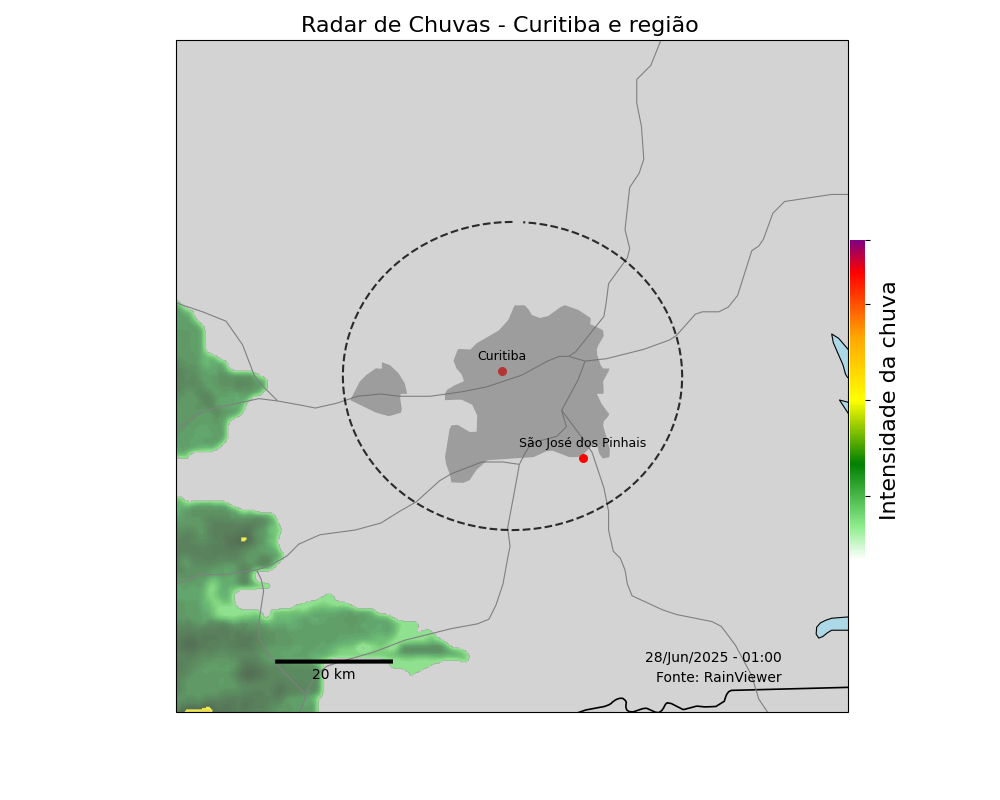 Radar de Chuvas - Curitiba e região
Curitiba
São José dos Pinhais
Intensidade da chuva
28/Jun/2025 - 01:00
Fonte: RainViewer
20 km